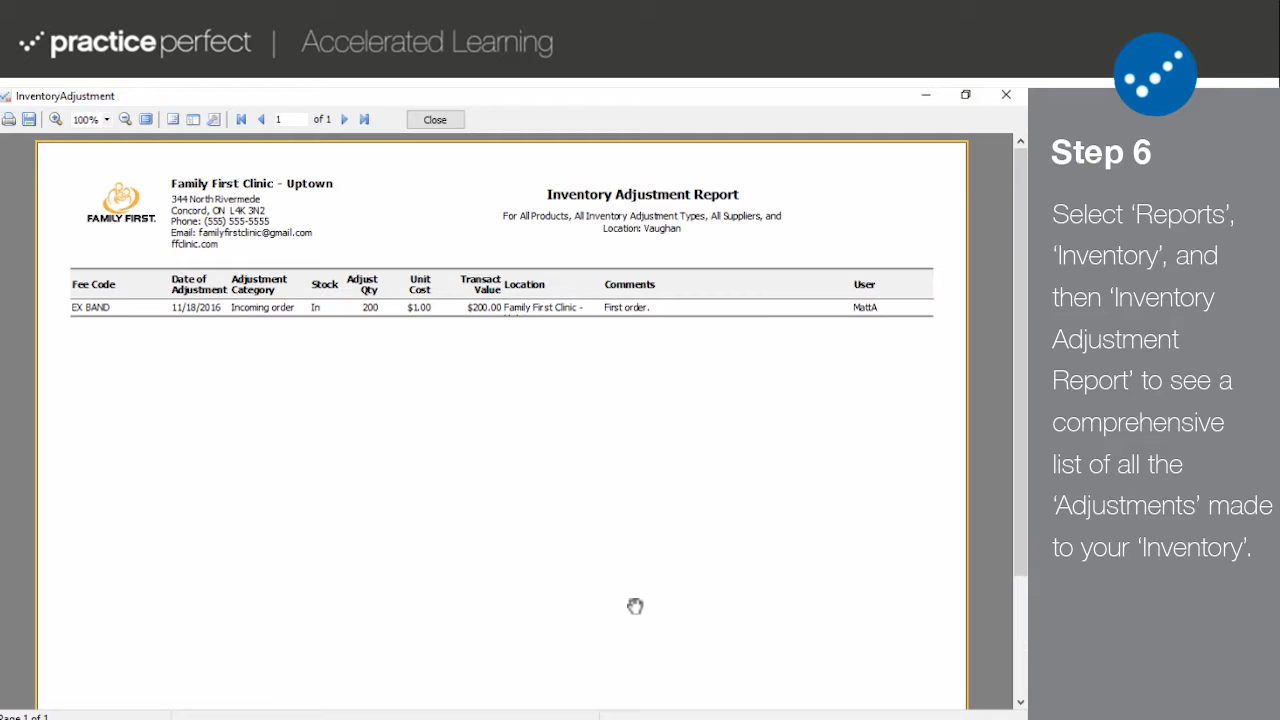 practice perfect | Accelerated Learning
InventoryAdjustment
100%
1
of 1
Close
Family First Clinic - Uptown
344 North Rivermede
Concord, ON L4K 3N2
Phone: (555) 555-5555
Email: familyfirstclinic@gmail.com
ffclinic.com
FAMILY FIRST.
Inventory Adjustment Report
For All Products, All Inventory Adjustment Types, All Suppliers, and
Location: Vaughan
Fee Code Date of Adjustment Adjustment Category Stock Adjust Qty Unit Cost Transact Value Location Comments User
EX BAND 11/18/2016 Incoming order In 200 $1.00 $200.00 Family First Clinic - First order. MattA
Page 1 of 1
Step 6
Select ‘Reports’,
‘Inventory’, and
then ‘Inventory
Adjustment
Report’ to see a
comprehensive
list of all the
‘Adjustments’ made
to your ‘Inventory’.